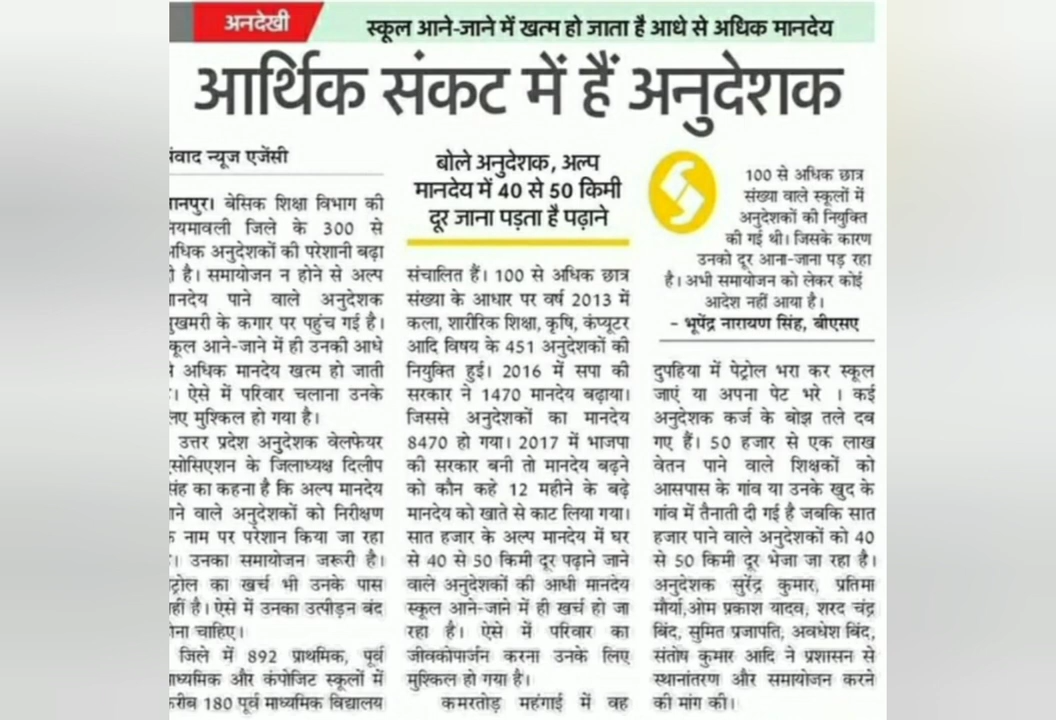 अनदेखी
स्कूल आने-जाने में खत्म हो जाता है आधे से अधिक मानदेय
आर्थिक संकट में हैं अनुदेशक
ंवाद न्यूज एजेंसी
ानपुर। बेसिक शिक्षा विभाग की
नयमावली जिले के 300 से
अधिक अनुदेशकों की परेशानी बढ़ा
ी है। समायोजन न होने से अल्प
ानदेय पाने वाले अनुदेशक
ुखमरी के कगार पर पहुंच गई है।
कूल आने-जाने में ही उनकी आधे
े अधिक मानदेय खत्म हो जाती
। ऐसे में परिवार चलाना उनके
लए मुश्किल हो गया है।
उत्तर प्रदेश अनुदेशक वेलफेयर
एसोसिएशन के जिलाध्यक्ष दिलीप
संह का कहना है कि अल्प मानदेय
ाने वाले अनुदेशकों को निरीक्षण
े नाम पर परेशान किया जा रहा
। उनका समायोजन जरूरी है।
ट्रोल का खर्च भी उनके पास
हीं है। ऐसे में उनका उत्पीड़न बंद
ोना चाहिए।
जिले में 892 प्राथमिक, पूर्व
ाध्यमिक और कंपोजिट स्कूलों में
रीब 180 पूर्व माध्यमिक विद्यालय
बोले अनुदेशक, अल्प
मानदेय में 40 से 50 किमी
दूर जाना पड़ता है पढ़ाने
संचालित हैं। 100 से अधिक छात्र
संख्या के आधार पर वर्ष 2013 में
कला, शारीरिक शिक्षा, कृषि, कंप्यूटर
आदि विषय के 451 अनुदेशकों की
नियुक्ति हुई। 2016 में सपा की
सरकार ने 1470 मानदेय बढ़ाया।
जिससे अनुदेशकों का मानदेय
8470 हो गया। 2017 में भाजपा
की सरकार बनी तो मानदेय बढ़ने
को कौन कहे 12 महीने के बढ़े
मानदेय को खाते से काट लिया गया।
सात हजार के अल्प मानदेय में घर
से 40 से 50 किमी दूर पढ़ाने जाने
वाले अनुदेशकों की आधी मानदेय
स्कूल आने-जाने में ही खर्च हो जा
रहा है। ऐसे में परिवार का
जीवकोपार्जन करना उनके लिए
मुश्किल हो गया है।
कमरतोड़ महंगाई में वह
100 से अधिक छात्र
संख्या वाले स्कूलों में
अनुदेशकों की नियुक्ति
की गई थी। जिसके कारण
उनको दूर आना-जाना पड़ रहा
है। अभी समायोजन को लेकर कोई
आदेश नहीं आया है।
- भूपेंद्र नारायण सिंह, बीएसए
दुपहिया में पेट्रोल भरा कर स्कूल
जाएं या अपना पेट भरे । कई
अनुदेशक कर्ज के बोझ तले दब
गए हैं। 50 हजार से एक लाख
वेतन पाने वाले शिक्षकों को
आसपास के गांव या उनके खुद के
गांव में तैनाती दी गई है जबकि सात
हजार पाने वाले अनुदेशकों को 40
से 50 किमी दूर भेजा जा रहा है।
अनुदेशक सुरेंद्र कुमार, प्रतिमा
मौर्या,ओम प्रकाश यादव, शरद चंद्र
बिंद, सुमित प्रजापति, अवधेश बिंद,
संतोष कुमार आदि ने प्रशासन से
स्थानांतरण और समायोजन करने
की मांग की।